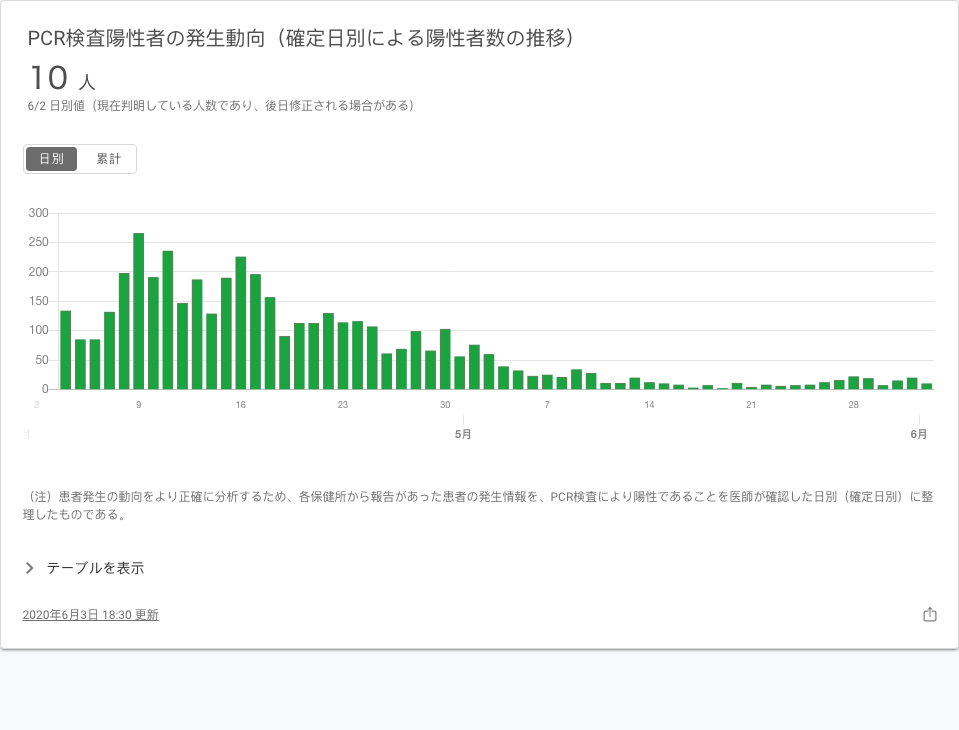 PCR検査陽性者の発生動向（確定日別による陽性者数の推移）
10 人
6/2 日別値（現在判明している人数であり、後日修正される場合がある）
日別 累計
300
250
200
150
100
50
0
2 9 16 23 30 7 14 21 28
5月 6月
（注）患者発生の動向をより正確に分析するため、各保健所から報告があった患者の発生情報を、PCR検査により陽性であることを医師が確認した日別（確定日別）に整
理したものである。
テーブルを表示
2020年6月3日 18:30 更新